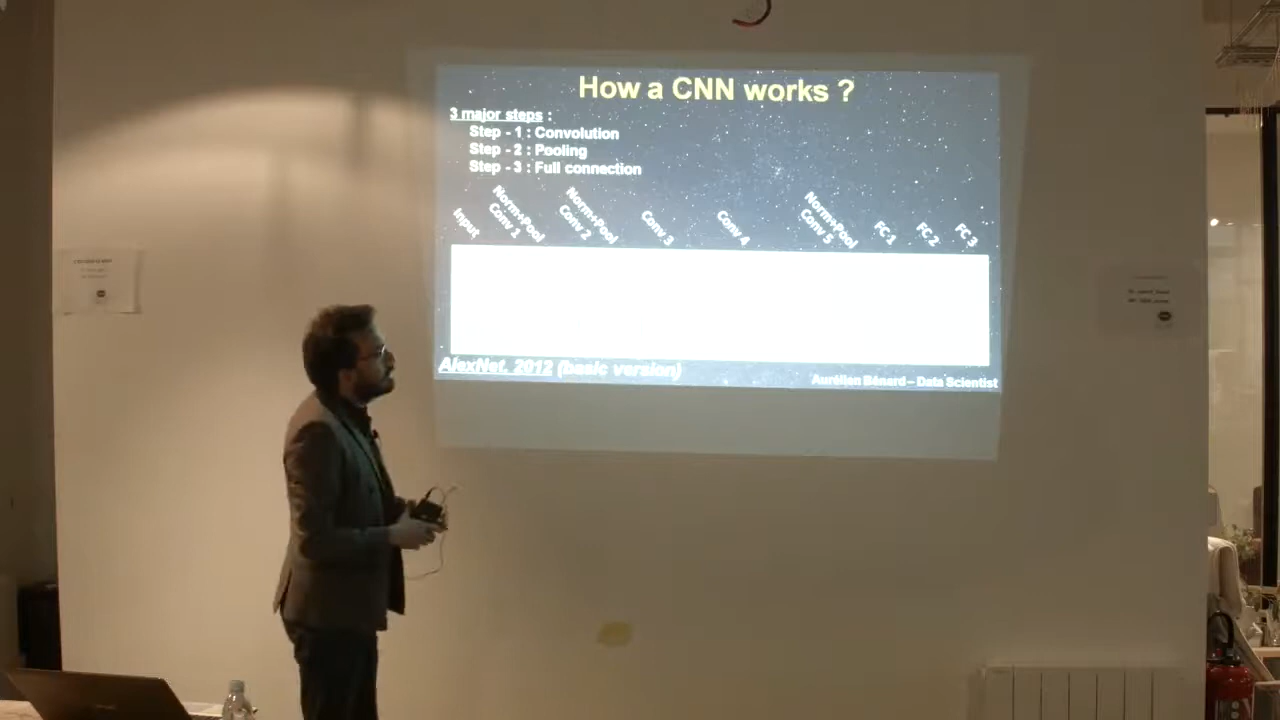 How a CNN works ?
3 major steps :
Step - 1 : Convolution
Step - 2 : Pooling
Step - 3 : Full connection
Input
Norm+Pool
Conv 1
Norm+Pool
Conv 2
Conv 3
Conv 4
Norm+Pool
Conv 5
FC 1
FC 2
FC 3
AlexNet, 2012 (basic version)
Aurélien Bénard – Data Scientist